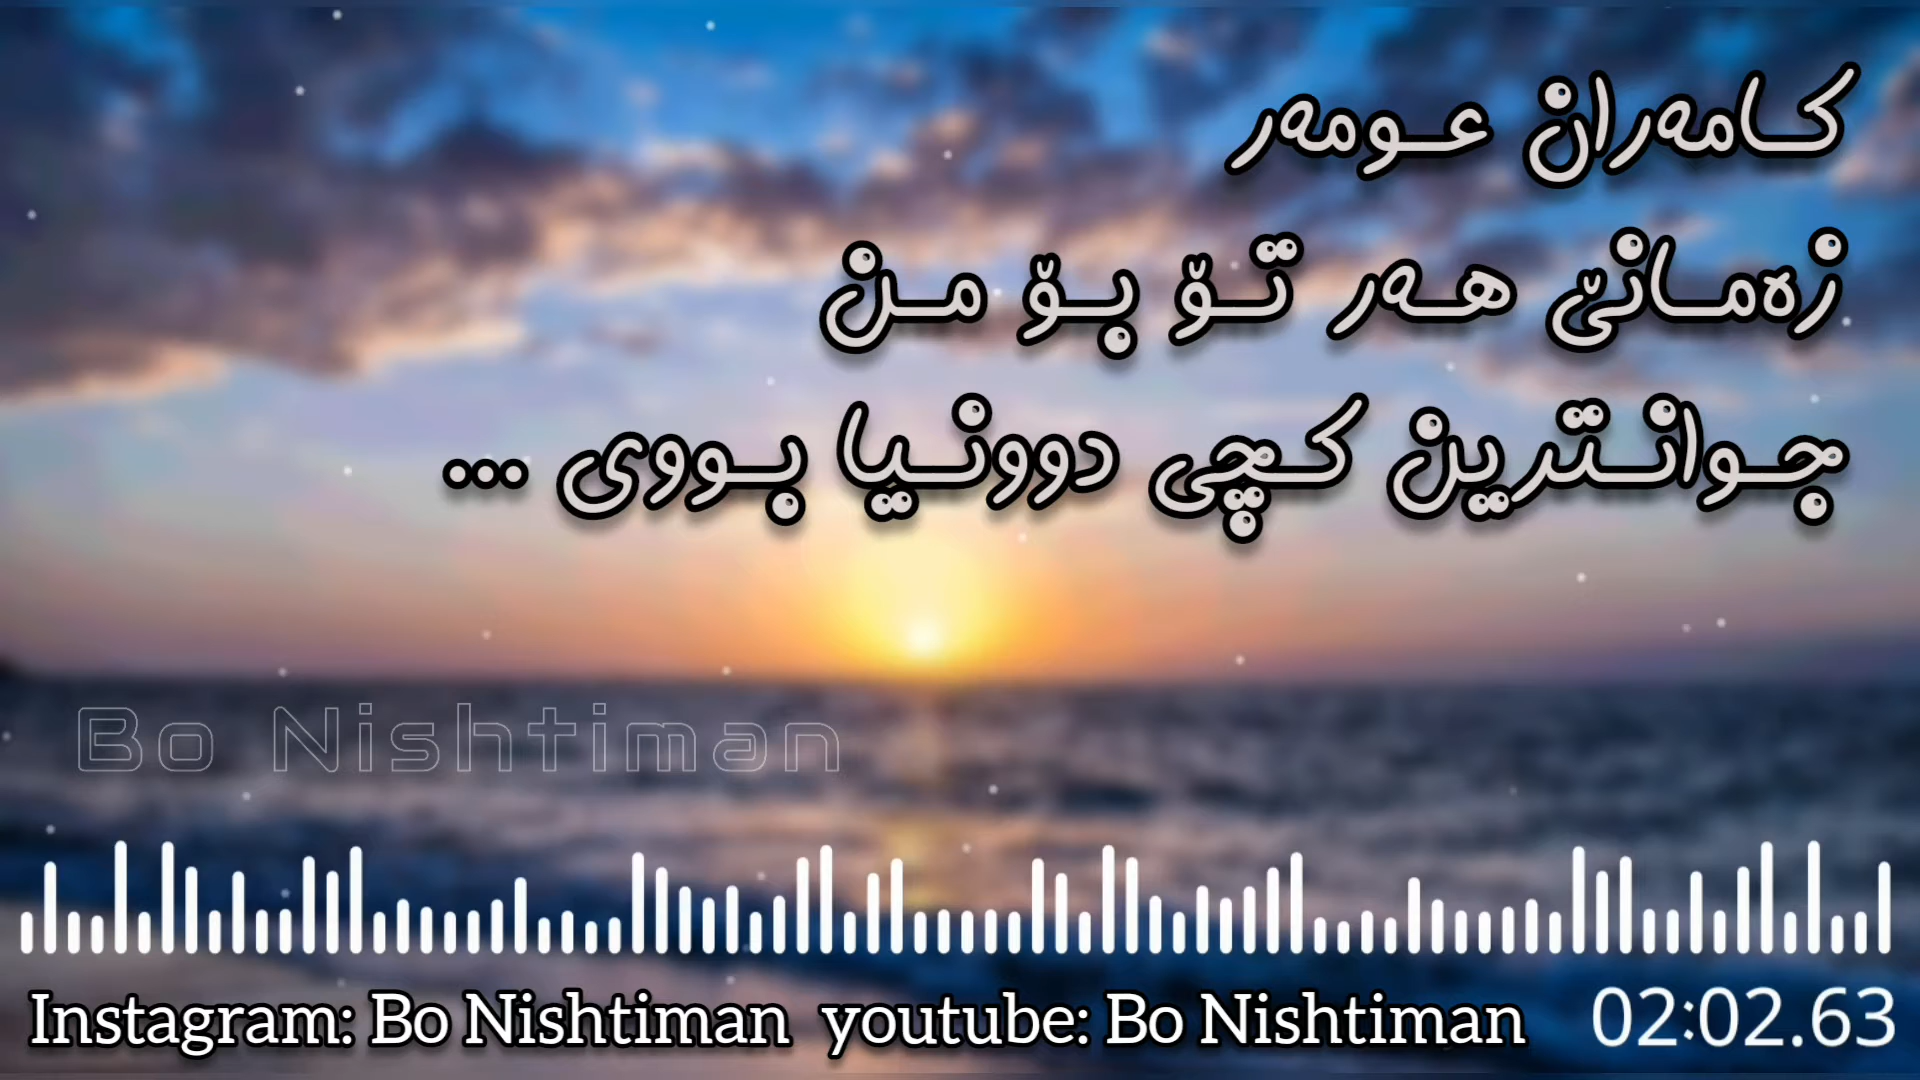 کامەران عومەر
زەمانێ هەر تۆ بۆ من
جوانترین کچی دوونیا بووی ...
Bo Nishtiman
Instagram: Bo Nishtiman youtube: Bo Nishtiman 02:02.63